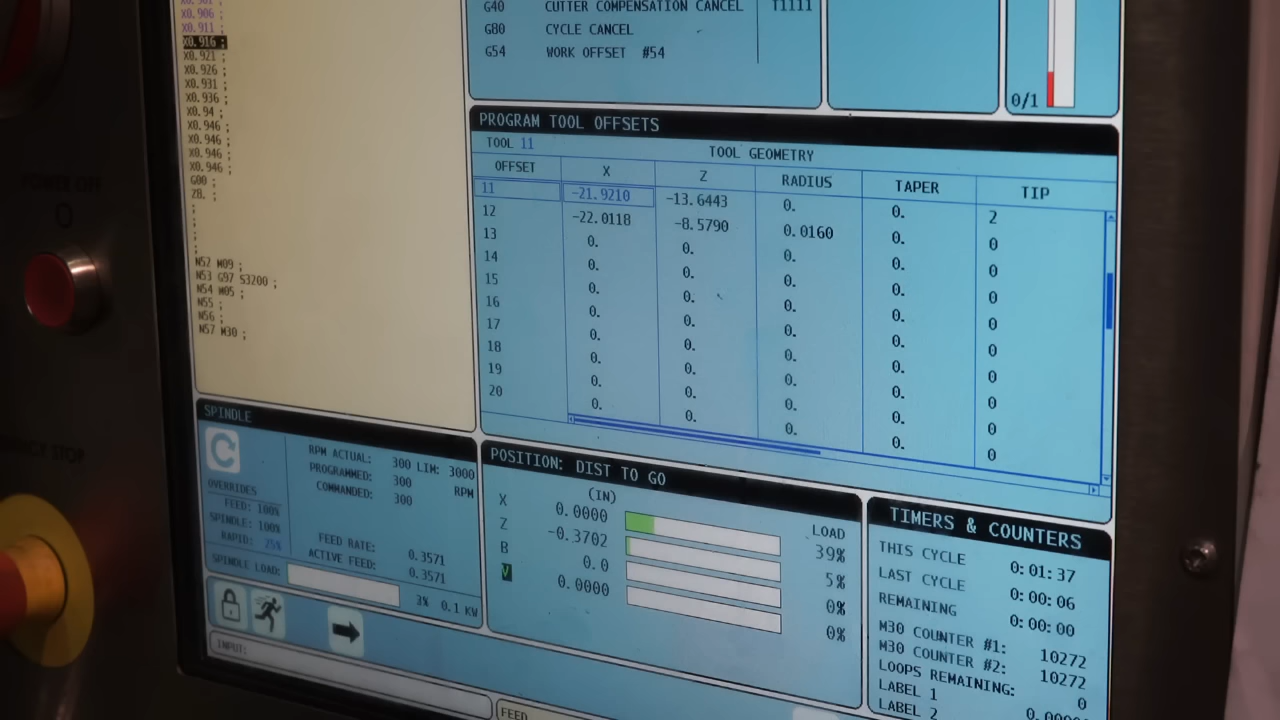 X0.906 ;
X0.911 ;
X0.916 ;
X0.921 ;
X0.926 ;
X0.931 ;
X0.936 ;
X0.94 ;
X0.946 ;
X0.946 ;
X0.946 ;
X0.946 ;
G00 ;
Z8. ;
;
;
;
;
N52 M09 ;
N53 G97 S3200 ;
N54 M05 ;
N55 ;
N56 ;
N57 M30 ;
G40 CUTTER COMPENSATION CANCEL T1111
G80 CYCLE CANCEL
G54 WORK OFFSET #54
0/1
PROGRAM TOOL OFFSETS
TOOL 11 TOOL GEOMETRY
OFFSET X Z RADIUS TAPER TIP
11 -21.9210 -13.6443 0. 0. 2
12 -22.0118 -8.5790 0.0160 0. 0
13 0. 0. 0. 0. 0
14 0. 0. 0. 0. 0
15 0. 0. 0. 0. 0
16 0. 0. 0. 0. 0
17 0. 0. 0. 0. 0
18 0. 0. 0. 0. 0
19 0. 0. 0. 0. 0
20 0. 0. 0. 0. 0
SPINDLE
OVERRIDES
FEED: 100%
SPINDLE: 100%
RAPID: 25%
RPM ACTUAL: 300 LIM: 3000
PROGRAMMED: 300 RPM
COMMANDED: 300
FEED RATE: 0.3571
ACTIVE FEED: 0.3571
SPINDLE LOAD: 3% 0.1 KW
INPUT:
FEED
POSITION: DIST TO GO
(IN) LOAD
X 0.0000 39%
Z -0.3702 5%
B 0.0 0%
V 0.0000 0%
TIMERS & COUNTERS
THIS CYCLE 0:01:37
LAST CYCLE 0:00:06
REMAINING 0:00:00
M30 COUNTER #1: 10272
M30 COUNTER #2: 10272
LOOPS REMAINING: 0
LABEL 1
LABEL 2
POWER OFF